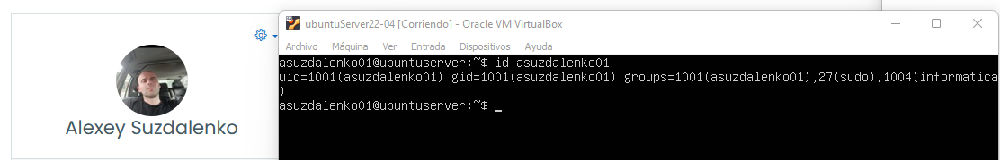 Alexey Suzdalenko
ubuntuServer22-04 [Corriendo] - Oracle VM VirtualBox
Archivo Máquina Ver Entrada Dispositivos Ayuda
asuzdalenko01@ubuntuserver:~$ id asuzdalenko01
uid=1001(asuzdalenko01) gid=1001(asuzdalenko01) groups=1001(asuzdalenko01),27(sudo),1004(informatica
)
asuzdalenko01@ubuntuserver:~$ _